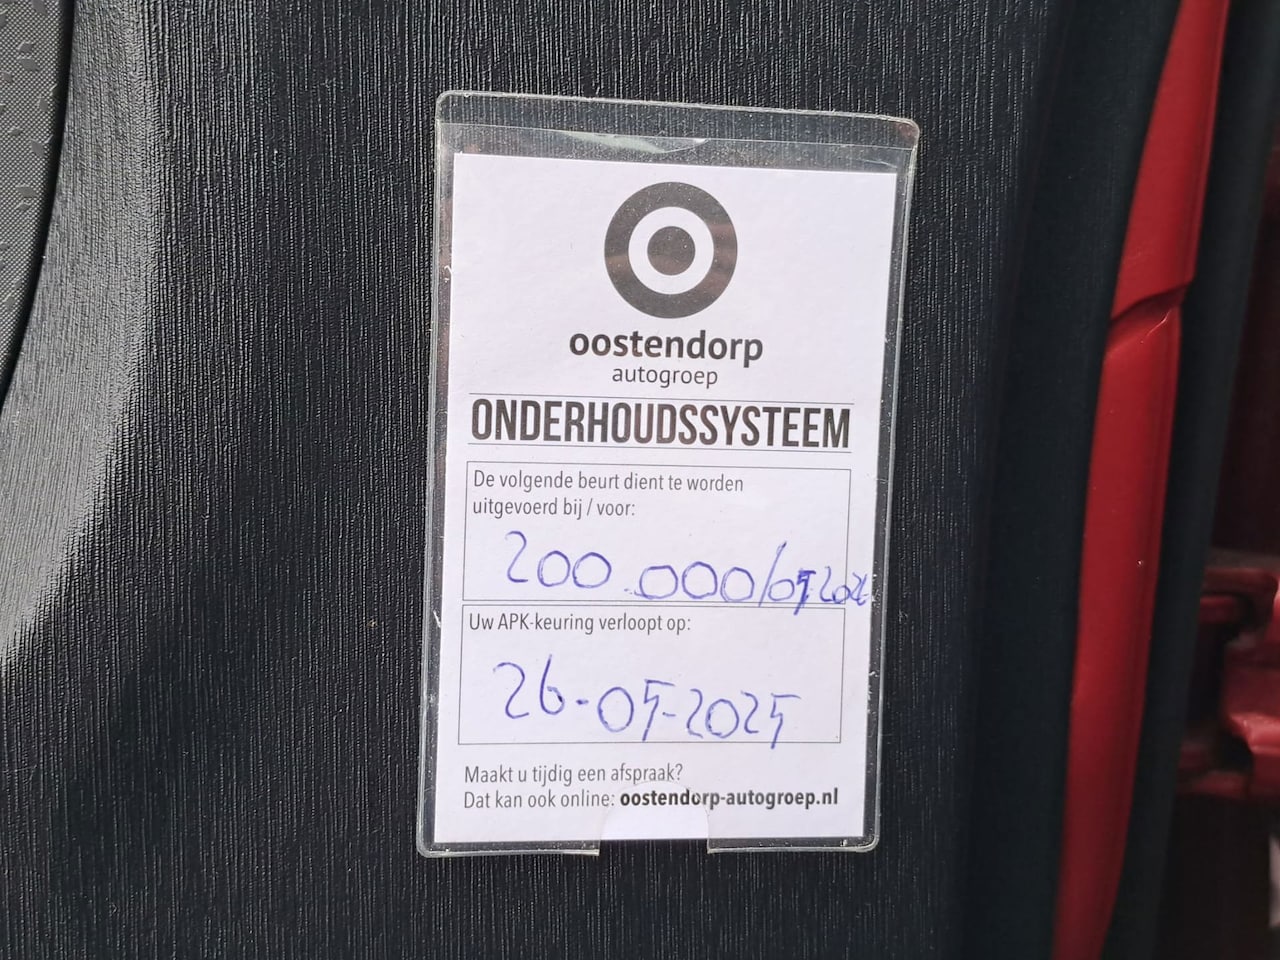 oostendorp
autogroep
ONDERHOUDSSYSTEEM
De volgende beurt dient te worden
uitgevoerd bij / voor:
200.000/
Uw APK-keuring verloopt op:
26-05-2025
Maakt u tijdig een afspraak?
Dat kan ook online: oostendorp-autogroep.nl